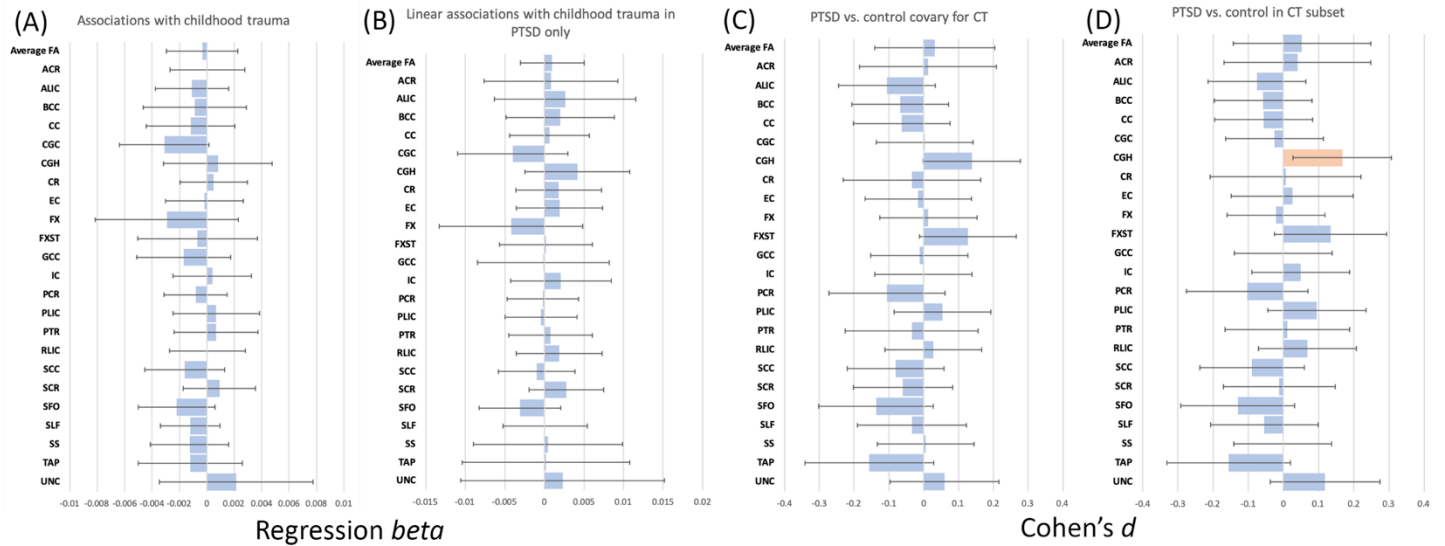 (A)
Associations with childhood trauma
Average FA
ACR
ALIC
BCC
CC
CGC
CGH
CR
EC
FX
FXST
GCC
IC
PCR
PLIC
PTR
RLIC
SCC
SCR
SFO
SLF
SS
TAP
UNC
-0.01 -0.008 -0.006 -0.004 -0.002 0 0.002 0.004 0.006 0.008 0.01
(B)
Linear associations with childhood trauma in
PTSD only
Average FA
ACR
ALIC
BCC
CC
CGC
CGH
CR
EC
FX
FXST
GCC
IC
PCR
PLIC
PTR
RLIC
SCC
SCR
SFO
SLF
SS
TAP
UNC
-0.015 -0.01 -0.005 0 0.005 0.01 0.015 0.02
Regression beta
(C)
PTSD vs. control covary for CT
Average FA
ACR
ALIC
BCC
CC
CGC
CGH
CR
EC
FX
FXST
GCC
IC
PCR
PLIC
PTR
RLIC
SCC
SCR
SFO
SLF
SS
TAP
UNC
-0.4 -0.3 -0.2 -0.1 0 0.1 0.2 0.3 0.4
(D)
PTSD vs. control in CT subset
Average FA
ACR
ALIC
BCC
CC
CGC
CGH
CR
EC
FX
FXST
GCC
IC
PCR
PLIC
PTR
RLIC
SCC
SCR
SFO
SLF
SS
TAP
UNC
-0.4 -0.3 -0.2 -0.1 0 0.1 0.2 0.3 0.4
Cohen's d